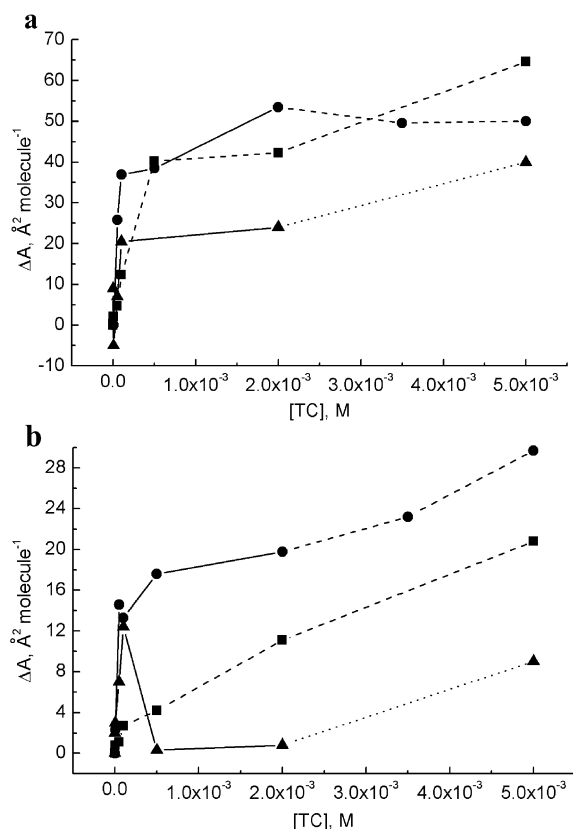 a
70
60
50
40
30
20
10
0
-10
ΔA, Å² molecule⁻¹
0.0 1.0x10⁻³ 2.0x10⁻³ 3.0x10⁻³ 4.0x10⁻³ 5.0x10⁻³
[TC], M
b
28
24
20
16
12
8
4
0
ΔA, Å² molecule⁻¹
0.0 1.0x10⁻³ 2.0x10⁻³ 3.0x10⁻³ 4.0x10⁻³ 5.0x10⁻³
[TC], M